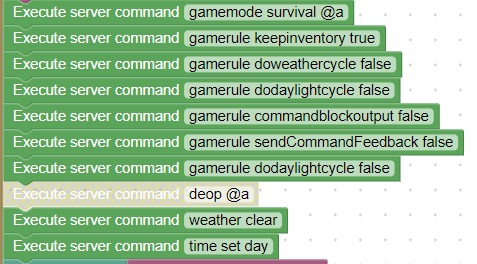 Execute server command gamemode survival @a
Execute server command gamerule keepinventory true
Execute server command gamerule doweathercycle false
Execute server command gamerule dodaylightcycle false
Execute server command gamerule commandblockoutput false
Execute server command gamerule sendCommandFeedback false
Execute server command gamerule dodaylightcycle false
Execute server command deop @a
Execute server command weather clear
Execute server command time set day